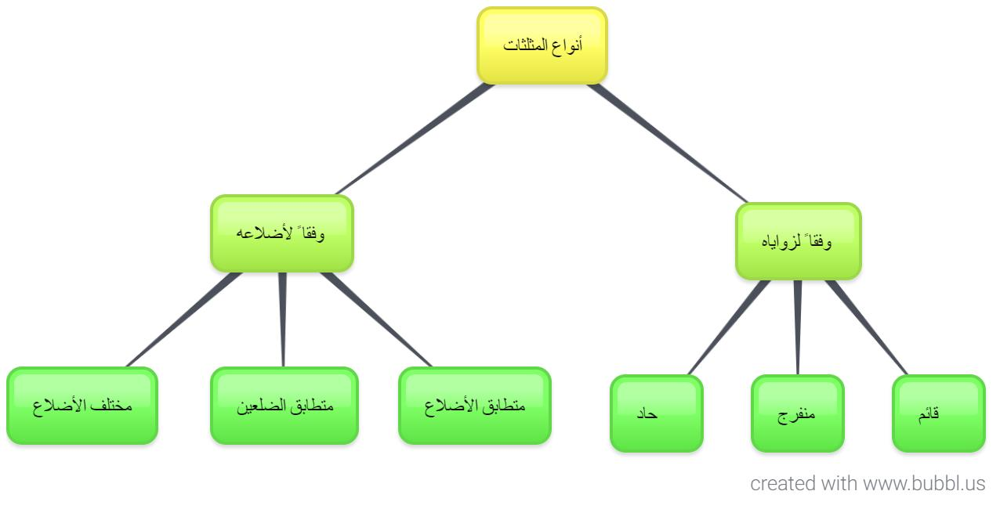 أنواع المثلثات
وفقا ً لزواياه
وفقا ً لأضلاعه
قائم
منفرج
حاد
متطابق الأضلاع
متطابق الضلعين
مختلف الأضلاع
created with www.bubbl.us